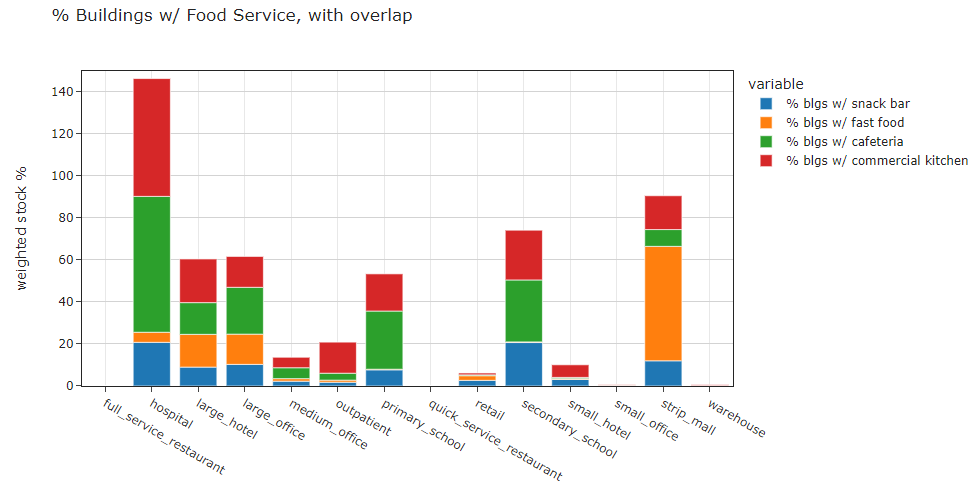 % Buildings w/ Food Service, with overlap
variable
% blgs w/ snack bar
% blgs w/ fast food
% blgs w/ cafeteria
% blgs w/ commercial kitchen
weighted stock %
140
120
100
80
60
40
20
0
full_service_restaurant
hospital
large_hotel
large_office
medium_office
outpatient
primary_school
quick_service_restaurant
retail
secondary_school
small_hotel
small_office
strip_mall
warehouse